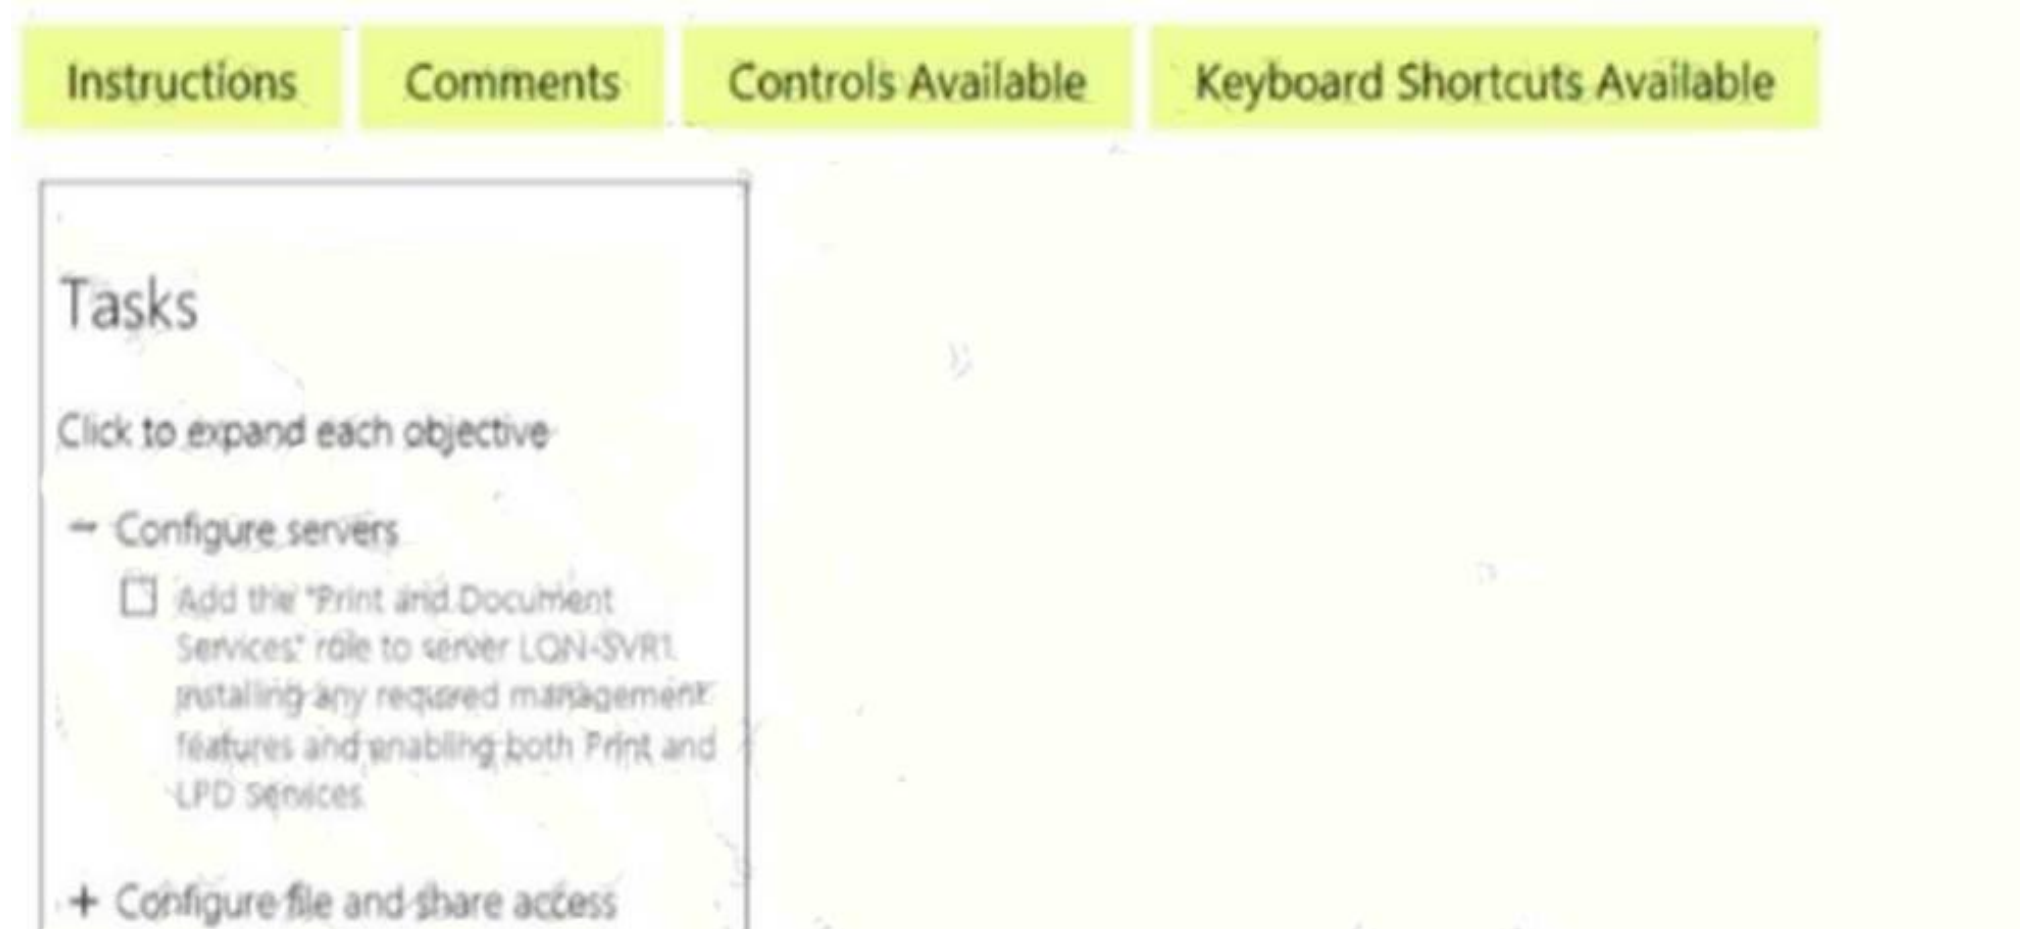 Instructions
Comments
Controls Available
Keyboard Shortcuts Available
Tasks
Click to expand each objective
− Configure servers
Add the "Print and Document
Services" role to server LON-SVR1.
installing any required management
features and enabling both Print and
LPD Services.
+ Configure file and share access